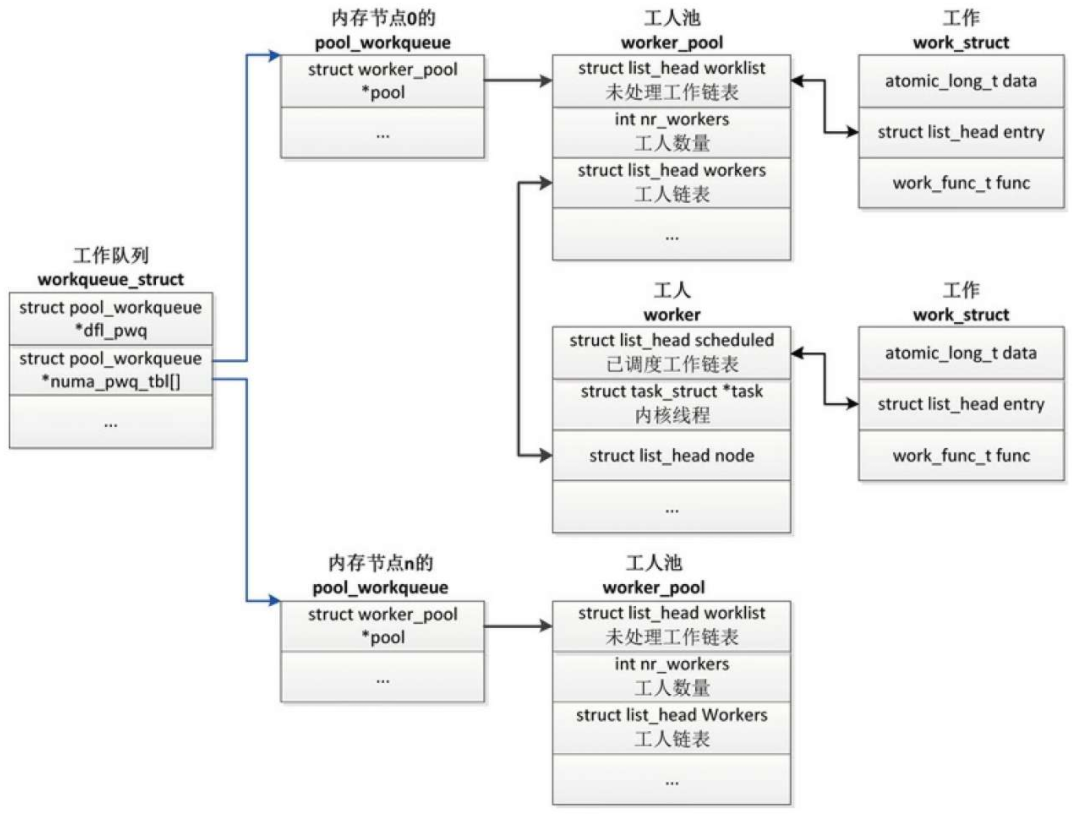 内存节点0的
pool_workqueue
struct worker_pool
*pool
...
工人池
worker_pool
struct list_head worklist
未处理工作链表
int nr_workers
工人数量
struct list_head workers
工人链表
...
工作
work_struct
atomic_long_t data
struct list_head entry
work_func_t func
工作队列
workqueue_struct
struct pool_workqueue
*dfl_pwq
struct pool_workqueue
*numa_pwq_tbl[]
...
工人
worker
struct list_head scheduled
已调度工作链表
struct task_struct *task
内核线程
struct list_head node
...
工作
work_struct
atomic_long_t data
struct list_head entry
work_func_t func
内存节点n的
pool_workqueue
struct worker_pool
*pool
...
工人池
worker_pool
struct list_head worklist
未处理工作链表
int nr_workers
工人数量
struct list_head Workers
工人链表
...